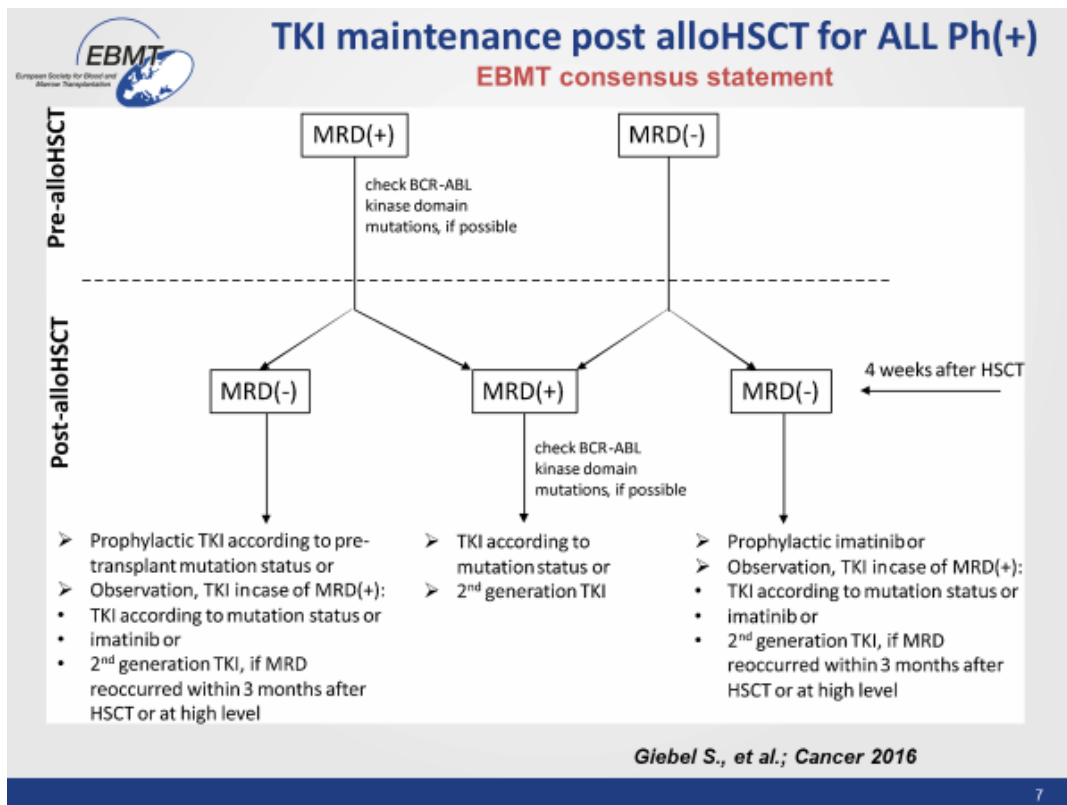 EBMT
European Society for Blood and
Marrow Transplantation
TKI maintenance post alloHSCT for ALL Ph(+)
EBMT consensus statement
Pre-alloHSCT
MRD(+)
MRD(-)
check BCR-ABL
kinase domain
mutations, if possible
Post-alloHSCT
MRD(-)
MRD(+)
MRD(-)
4 weeks after HSCT
check BCR-ABL
kinase domain
mutations, if possible
➢ Prophylactic TKI according to pre-
transplant mutation status or
➢ Observation, TKI in case of MRD(+):
• TKI according to mutation status or
• imatinib or
• 2nd generation TKI, if MRD
reoccurred within 3 months after
HSCT or at high level
➢ TKI according to
mutation status or
➢ 2nd generation TKI
➢ Prophylactic imatinib or
➢ Observation, TKI in case of MRD(+):
• TKI according to mutation status or
• imatinib or
• 2nd generation TKI, if MRD
reoccurred within 3 months after
HSCT or at high level
Giebel S., et al.; Cancer 2016
7